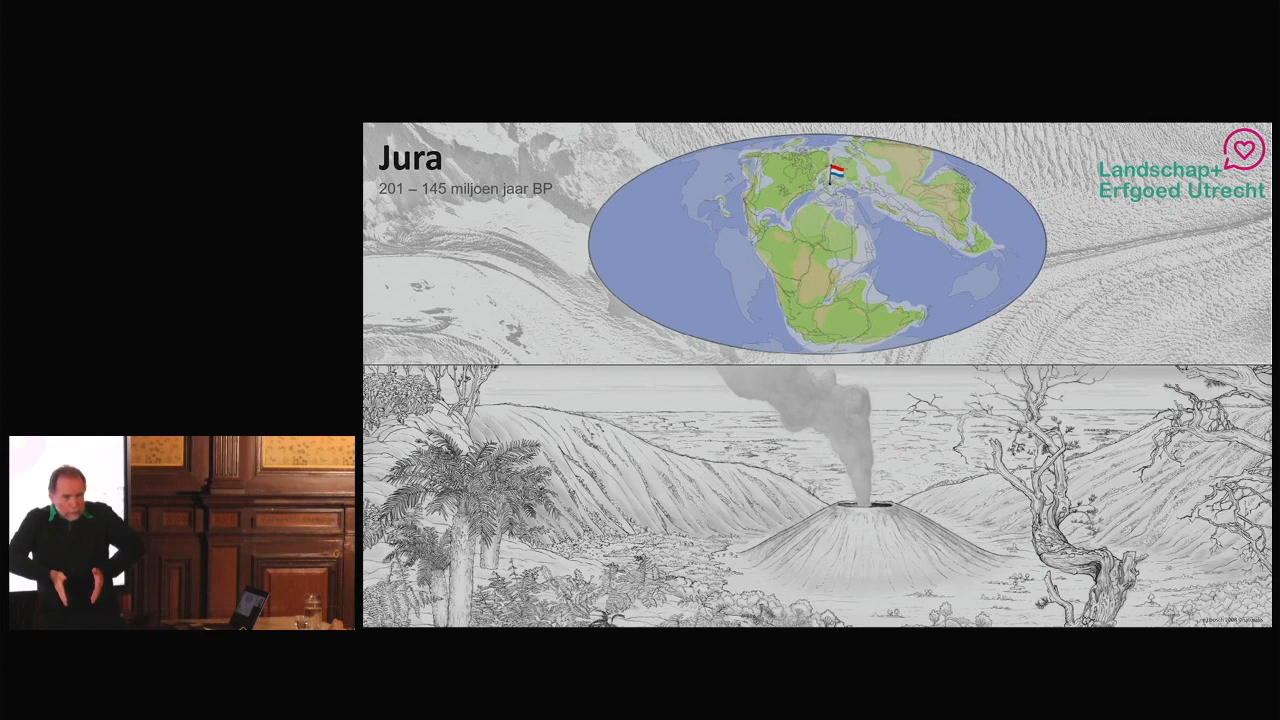 Jura
201 – 145 miljoen jaar BP
Landschap+
Erfgoed Utrecht